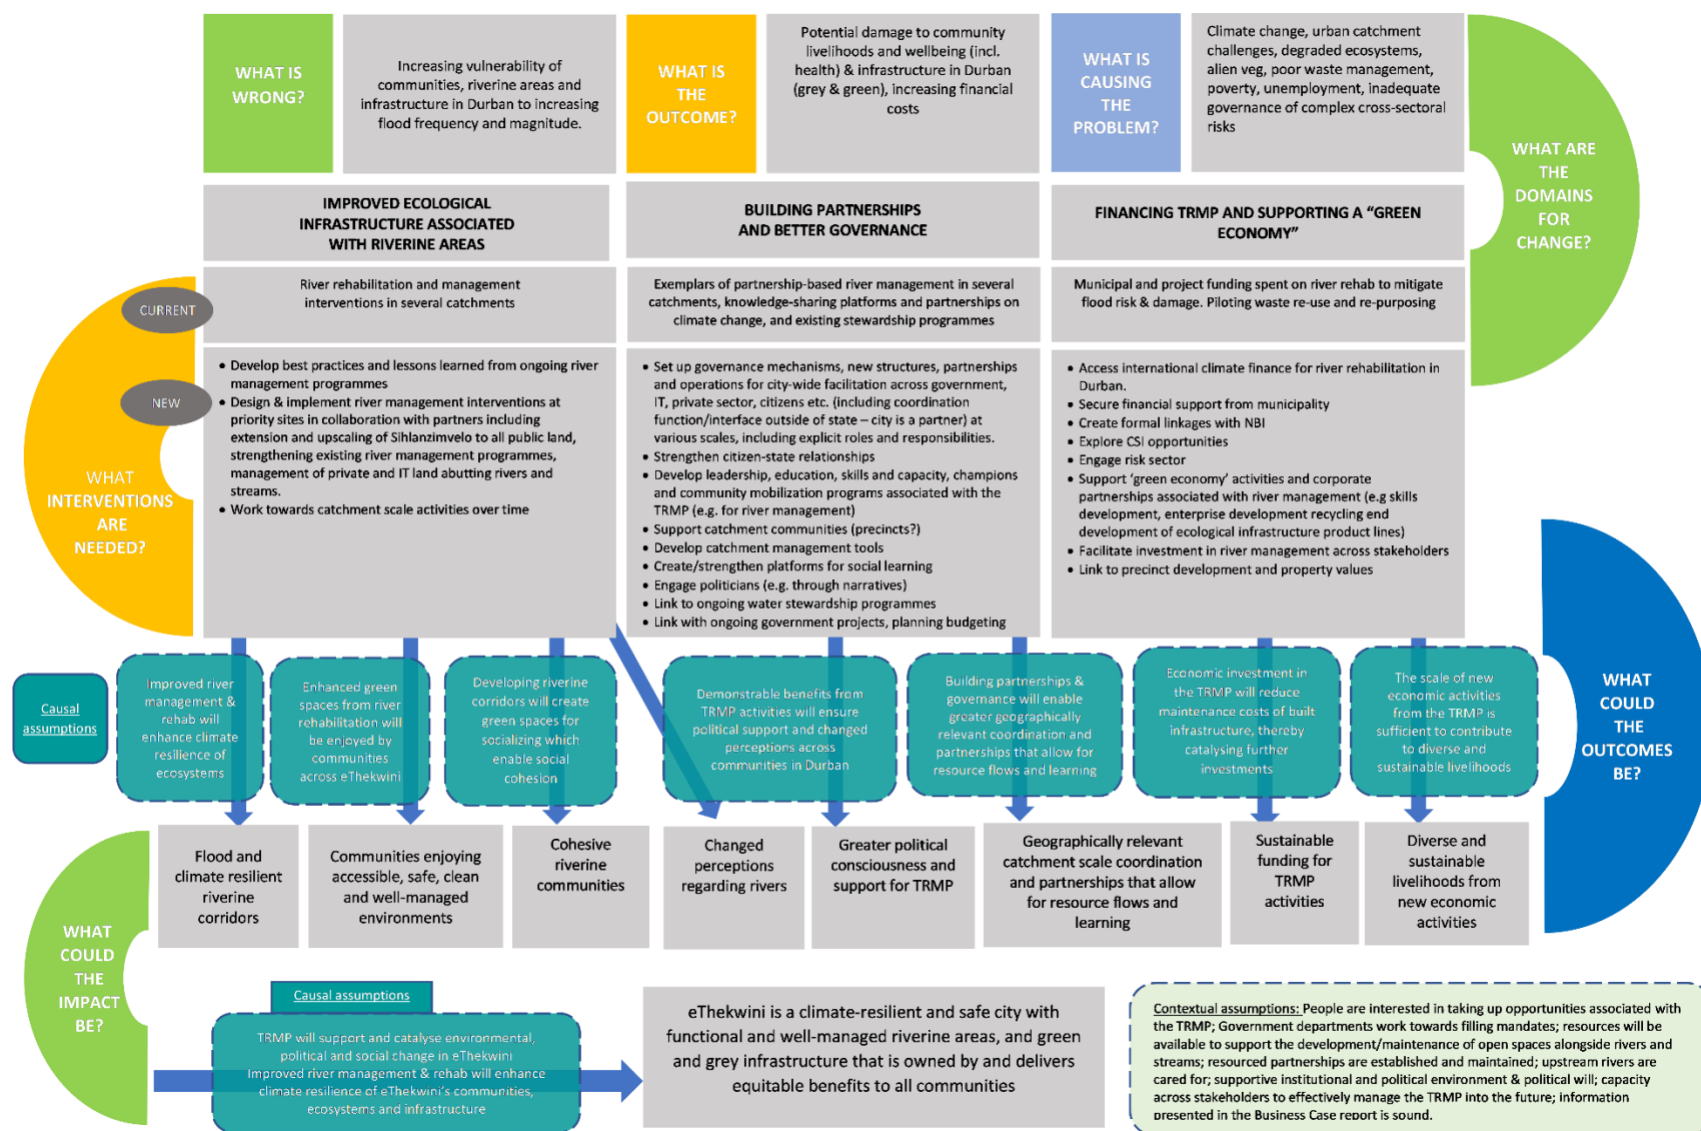 WHAT IS
WRONG?
Increasing vulnerability of
communities, riverine areas and
infrastructure in Durban to increasing
flood frequency and magnitude.
WHAT IS
THE
OUTCOME?
Potential damage to community
livelihoods and wellbeing (incl.
health) & infrastructure in Durban
(grey & green), increasing financial
costs
WHAT IS
CAUSING
THE
PROBLEM?
Climate change, urban catchment
challenges, degraded ecosystems,
alien veg, poor waste management,
poverty, unemployment, inadequate
governance of complex cross-sectoral
risks
WHAT ARE
THE
DOMAINS
FOR
CHANGE?
IMPROVED ECOLOGICAL
INFRASTRUCTURE ASSOCIATED
WITH RIVERINE AREAS
BUILDING PARTNERSHIPS
AND BETTER GOVERNANCE
FINANCING TRMP AND SUPPORTING A “GREEN
ECONOMY”
WHAT
INTERVENTIONS
ARE
NEEDED?
CURRENT
River rehabilitation and management
interventions in several catchments
Exemplars of partnership-based river management in several
catchments, knowledge-sharing platforms and partnerships on
climate change, and existing stewardship programmes
Municipal and project funding spent on river rehab to mitigate
flood risk & damage. Piloting waste re-use and re-purposing
NEW
• Develop best practices and lessons learned from ongoing river
management programmes
• Design & implement river management interventions at
priority sites in collaboration with partners including
extension and upscaling of Sihlanzimvelo to all public land,
strengthening existing river management programmes,
management of private and IT land abutting rivers and
streams.
• Work towards catchment scale activities over time
• Set up governance mechanisms, new structures, partnerships
and operations for city-wide facilitation across government,
IT, private sector, citizens etc. (including coordination
function/interface outside of state – city is a partner) at
various scales, including explicit roles and responsibilities.
• Strengthen citizen-state relationships
• Develop leadership, education, skills and capacity, champions
and community mobilization programs associated with the
TRMP (e.g. for river management)
• Support catchment communities (precincts?)
• Develop catchment management tools
• Create/strengthen platforms for social learning
• Engage politicians (e.g. through narratives)
• Link to ongoing water stewardship programmes
• Link with ongoing government projects, planning budgeting
• Access international climate finance for river rehabilitation in
Durban.
• Secure financial support from municipality
• Create formal linkages with NBI
• Explore CSI opportunities
• Engage risk sector
• Support ‘green economy’ activities and corporate
partnerships associated with river management (e.g skills
development, enterprise development recycling end
development of ecological infrastructure product lines)
• Facilitate investment in river management across stakeholders
• Link to precinct development and property values
WHAT
COULD
THE
OUTCOMES
BE?
Causal
assumptions
Improved river
management &
rehab will
enhance climate
resilience of
ecosystems
Enhanced green
spaces from river
rehabilitation will
be enjoyed by
communities
across eThekwini
Developing riverine
corridors will create
green spaces for
socializing which
enable social
cohesion
Demonstrable benefits from
TRMP activities will ensure
political support and changed
perceptions across
communities in Durban
Building partnerships &
governance will enable
greater geographically
relevant coordination and
partnerships that allow for
resource flows and learning
Economic investment in
the TRMP will reduce
maintenance costs of built
infrastructure, thereby
catalysing further
investments
The scale of new
economic activities
from the TRMP is
sufficient to contribute
to diverse and
sustainable livelihoods
Flood and
climate resilient
riverine
corridors
Communities enjoying
accessible, safe, clean
and well-managed
environments
Cohesive
riverine
communities
Changed
perceptions
regarding rivers
Greater political
consciousness and
support for TRMP
Geographically relevant
catchment scale coordination
and partnerships that allow
for resource flows and
learning
Sustainable
funding for
TRMP
activities
Diverse and
sustainable
livelihoods from
new economic
activities
WHAT
COULD
THE
IMPACT
BE?
Causal assumptions
TRMP will support and catalyse environmental,
political and social change in eThekwini
Improved river management & rehab will enhance
climate resilience of eThekwini's communities,
ecosystems and infrastructure
eThekwini is a climate-resilient and safe city with
functional and well-managed riverine areas, and green
and grey infrastructure that is owned by and delivers
equitable benefits to all communities
Contextual assumptions: People are interested in taking up opportunities associated with
the TRMP; Government departments work towards filling mandates; resources will be
available to support the development/maintenance of open spaces alongside rivers and
streams; resourced partnerships are established and maintained; upstream rivers are
cared for; supportive institutional and political environment & political will; capacity
across stakeholders to effectively manage the TRMP into the future; information
presented in the Business Case report is sound.